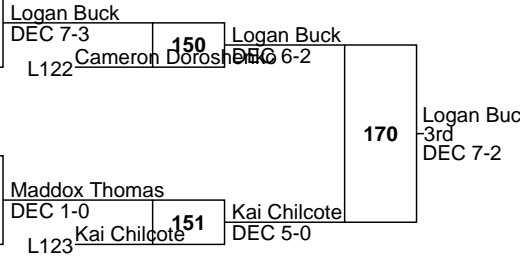 Logan Buck
DEC 7-3
150
L122 Cameron Doroshenko
Logan Buck
DEC 6-2
170
Logan Buc
3rd
DEC 7-2
Maddox Thomas
DEC 1-0
151
L123 Kai Chilcote
Kai Chilcote
DEC 5-0